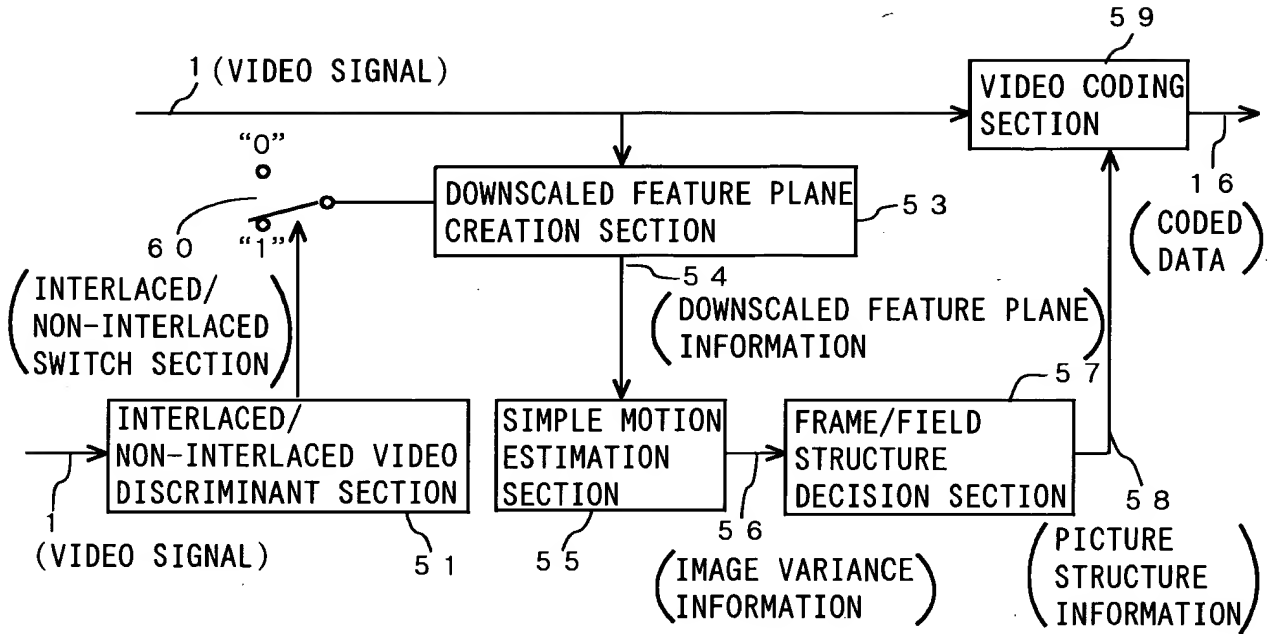 59
1 (VIDEO SIGNAL)
VIDEO CODING
SECTION
"0"
DOWNSCALED FEATURE PLANE
CREATION SECTION
53
16
(CODED
DATA)
60
"1"
(INTERLACED/
NON-INTERLACED
SWITCH SECTION)
54
(DOWNSCALED FEATURE PLANE
INFORMATION)
57
INTERLACED/
NON-INTERLACED VIDEO
DISCRIMINANT SECTION
SIMPLE MOTION
ESTIMATION
SECTION
FRAME/FIELD
STRUCTURE
DECISION SECTION
1
(VIDEO SIGNAL)
51
55
56
(IMAGE VARIANCE
INFORMATION)
58
(PICTURE
STRUCTURE
INFORMATION)